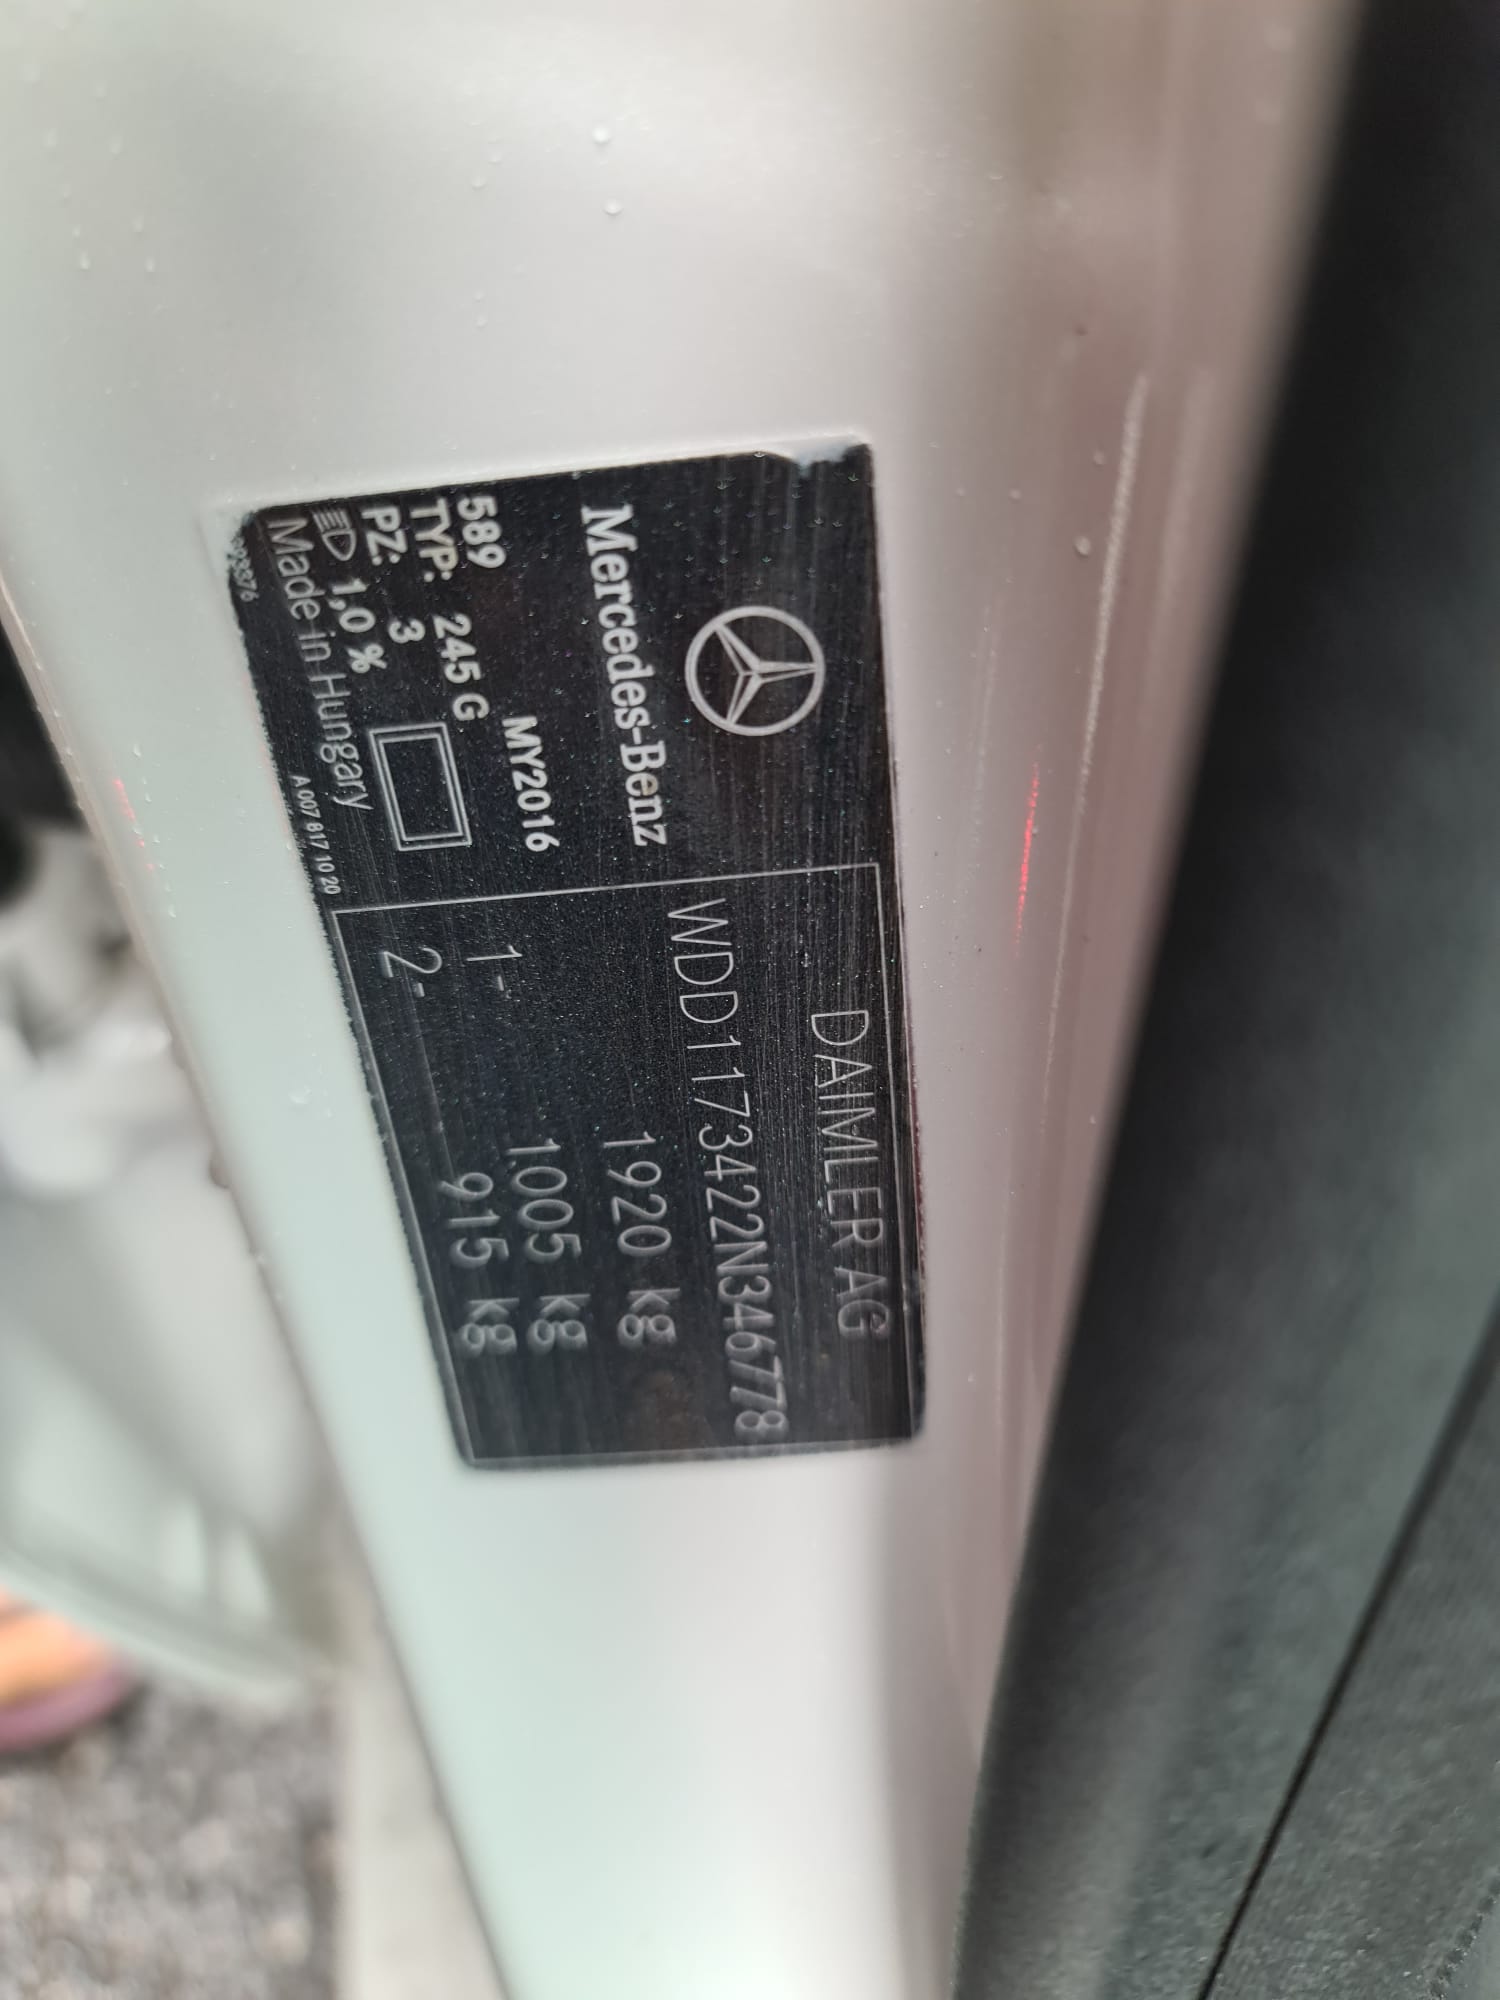 Mercedes-Benz
589
MY2016
TYP: 245 G
PZ: 3
1,0 %
Made in Hungary
A 007 817 10 20
DAIMLER AG
WDD1173422N346778
1920 kg
1- 1005 kg
2- 915 kg